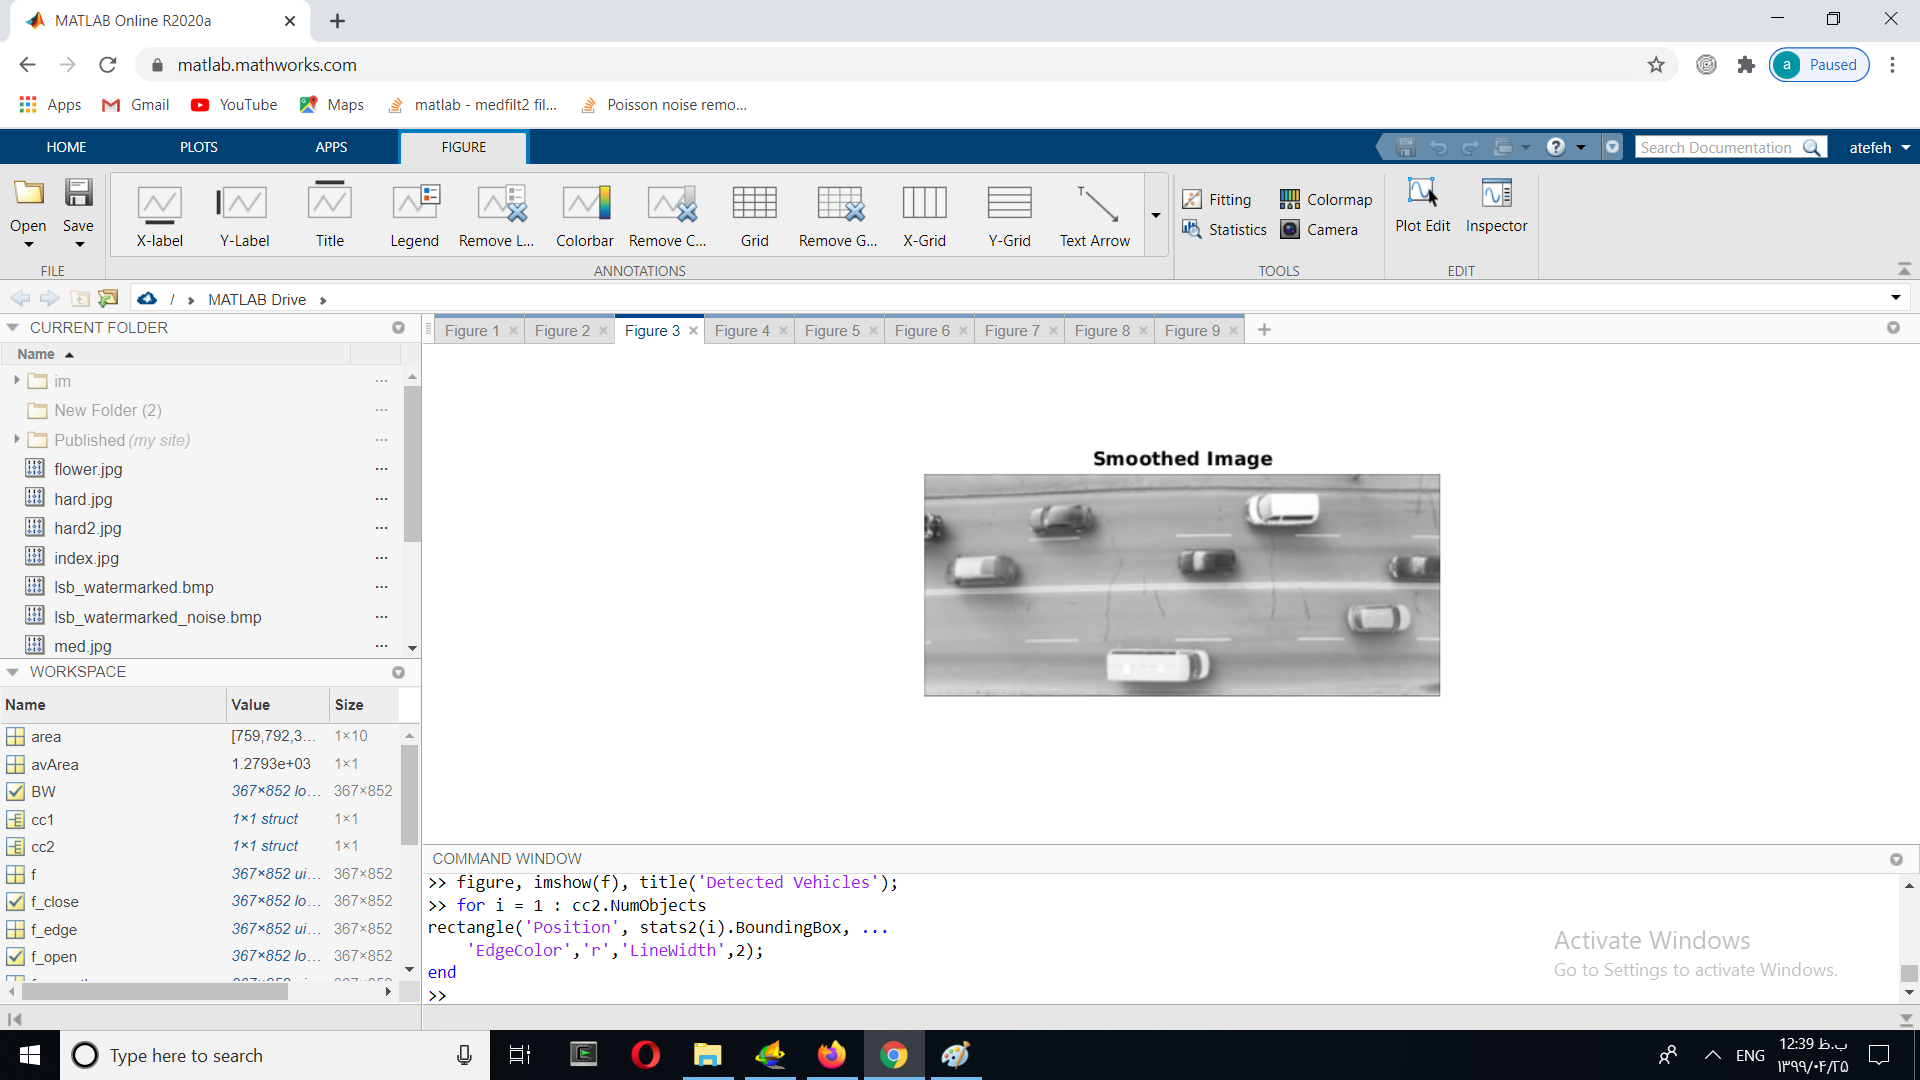 MATLAB Online R2020a
matlab.mathworks.com
a Paused
Apps Gmail YouTube Maps matlab - medfilt2 fil... Poisson noise remo...
HOME PLOTS APPS FIGURE
Search Documentation atefeh
Open Save X-label Y-Label Title Legend Remove L... Colorbar Remove C... Grid Remove G... X-Grid Y-Grid Text Arrow
Fitting Colormap
Statistics Camera
Plot Edit Inspector
FILE ANNOTATIONS TOOLS EDIT
/ MATLAB Drive
CURRENT FOLDER
Name
im
New Folder (2)
Published (my site)
flower.jpg
hard.jpg
hard2.jpg
index.jpg
lsb_watermarked.bmp
lsb_watermarked_noise.bmp
med.jpg
WORKSPACE
Name Value Size
area [759,792,3... 1×10
avArea 1.2793e+03 1×1
BW 367×852 lo... 367×852
cc1 1×1 struct 1×1
cc2 1×1 struct 1×1
f 367×852 ui... 367×852
f_close 367×852 lo... 367×852
f_edge 367×852 ui... 367×852
f_open 367×852 lo... 367×852
Figure 1 Figure 2 Figure 3 Figure 4 Figure 5 Figure 6 Figure 7 Figure 8 Figure 9
Smoothed Image
COMMAND WINDOW
>> figure, imshow(f), title('Detected Vehicles');
>> for i = 1 : cc2.NumObjects
rectangle('Position', stats2(i).BoundingBox, ...
'EdgeColor','r','LineWidth',2);
end
>>
Activate Windows
Go to Settings to activate Windows.
Type here to search
ENG
12:39 ب.ظ
۱۳۹۹/۰۴/۲۵